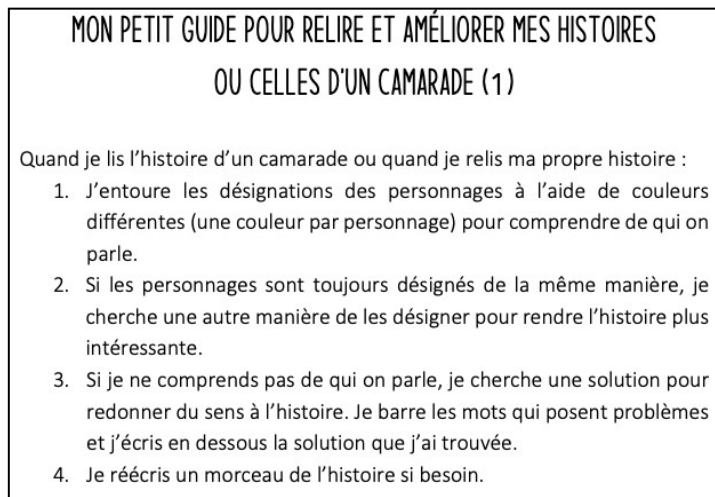 MON PETIT GUIDE POUR RELIRE ET AMÉLIORER MES HISTOIRES
OU CELLES D'UN CAMARADE (1)
Quand je lis l'histoire d'un camarade ou quand je relis ma propre histoire :
1. J'entoure les désignations des personnages à l'aide de couleurs
différentes (une couleur par personnage) pour comprendre de qui on
parle.
2. Si les personnages sont toujours désignés de la même manière, je
cherche une autre manière de les désigner pour rendre l'histoire plus
intéressante.
3. Si je ne comprends pas de qui on parle, je cherche une solution pour
redonner du sens à l'histoire. Je barre les mots qui posent problèmes
et j'écris en dessous la solution que j'ai trouvée.
4. Je réécris un morceau de l'histoire si besoin.